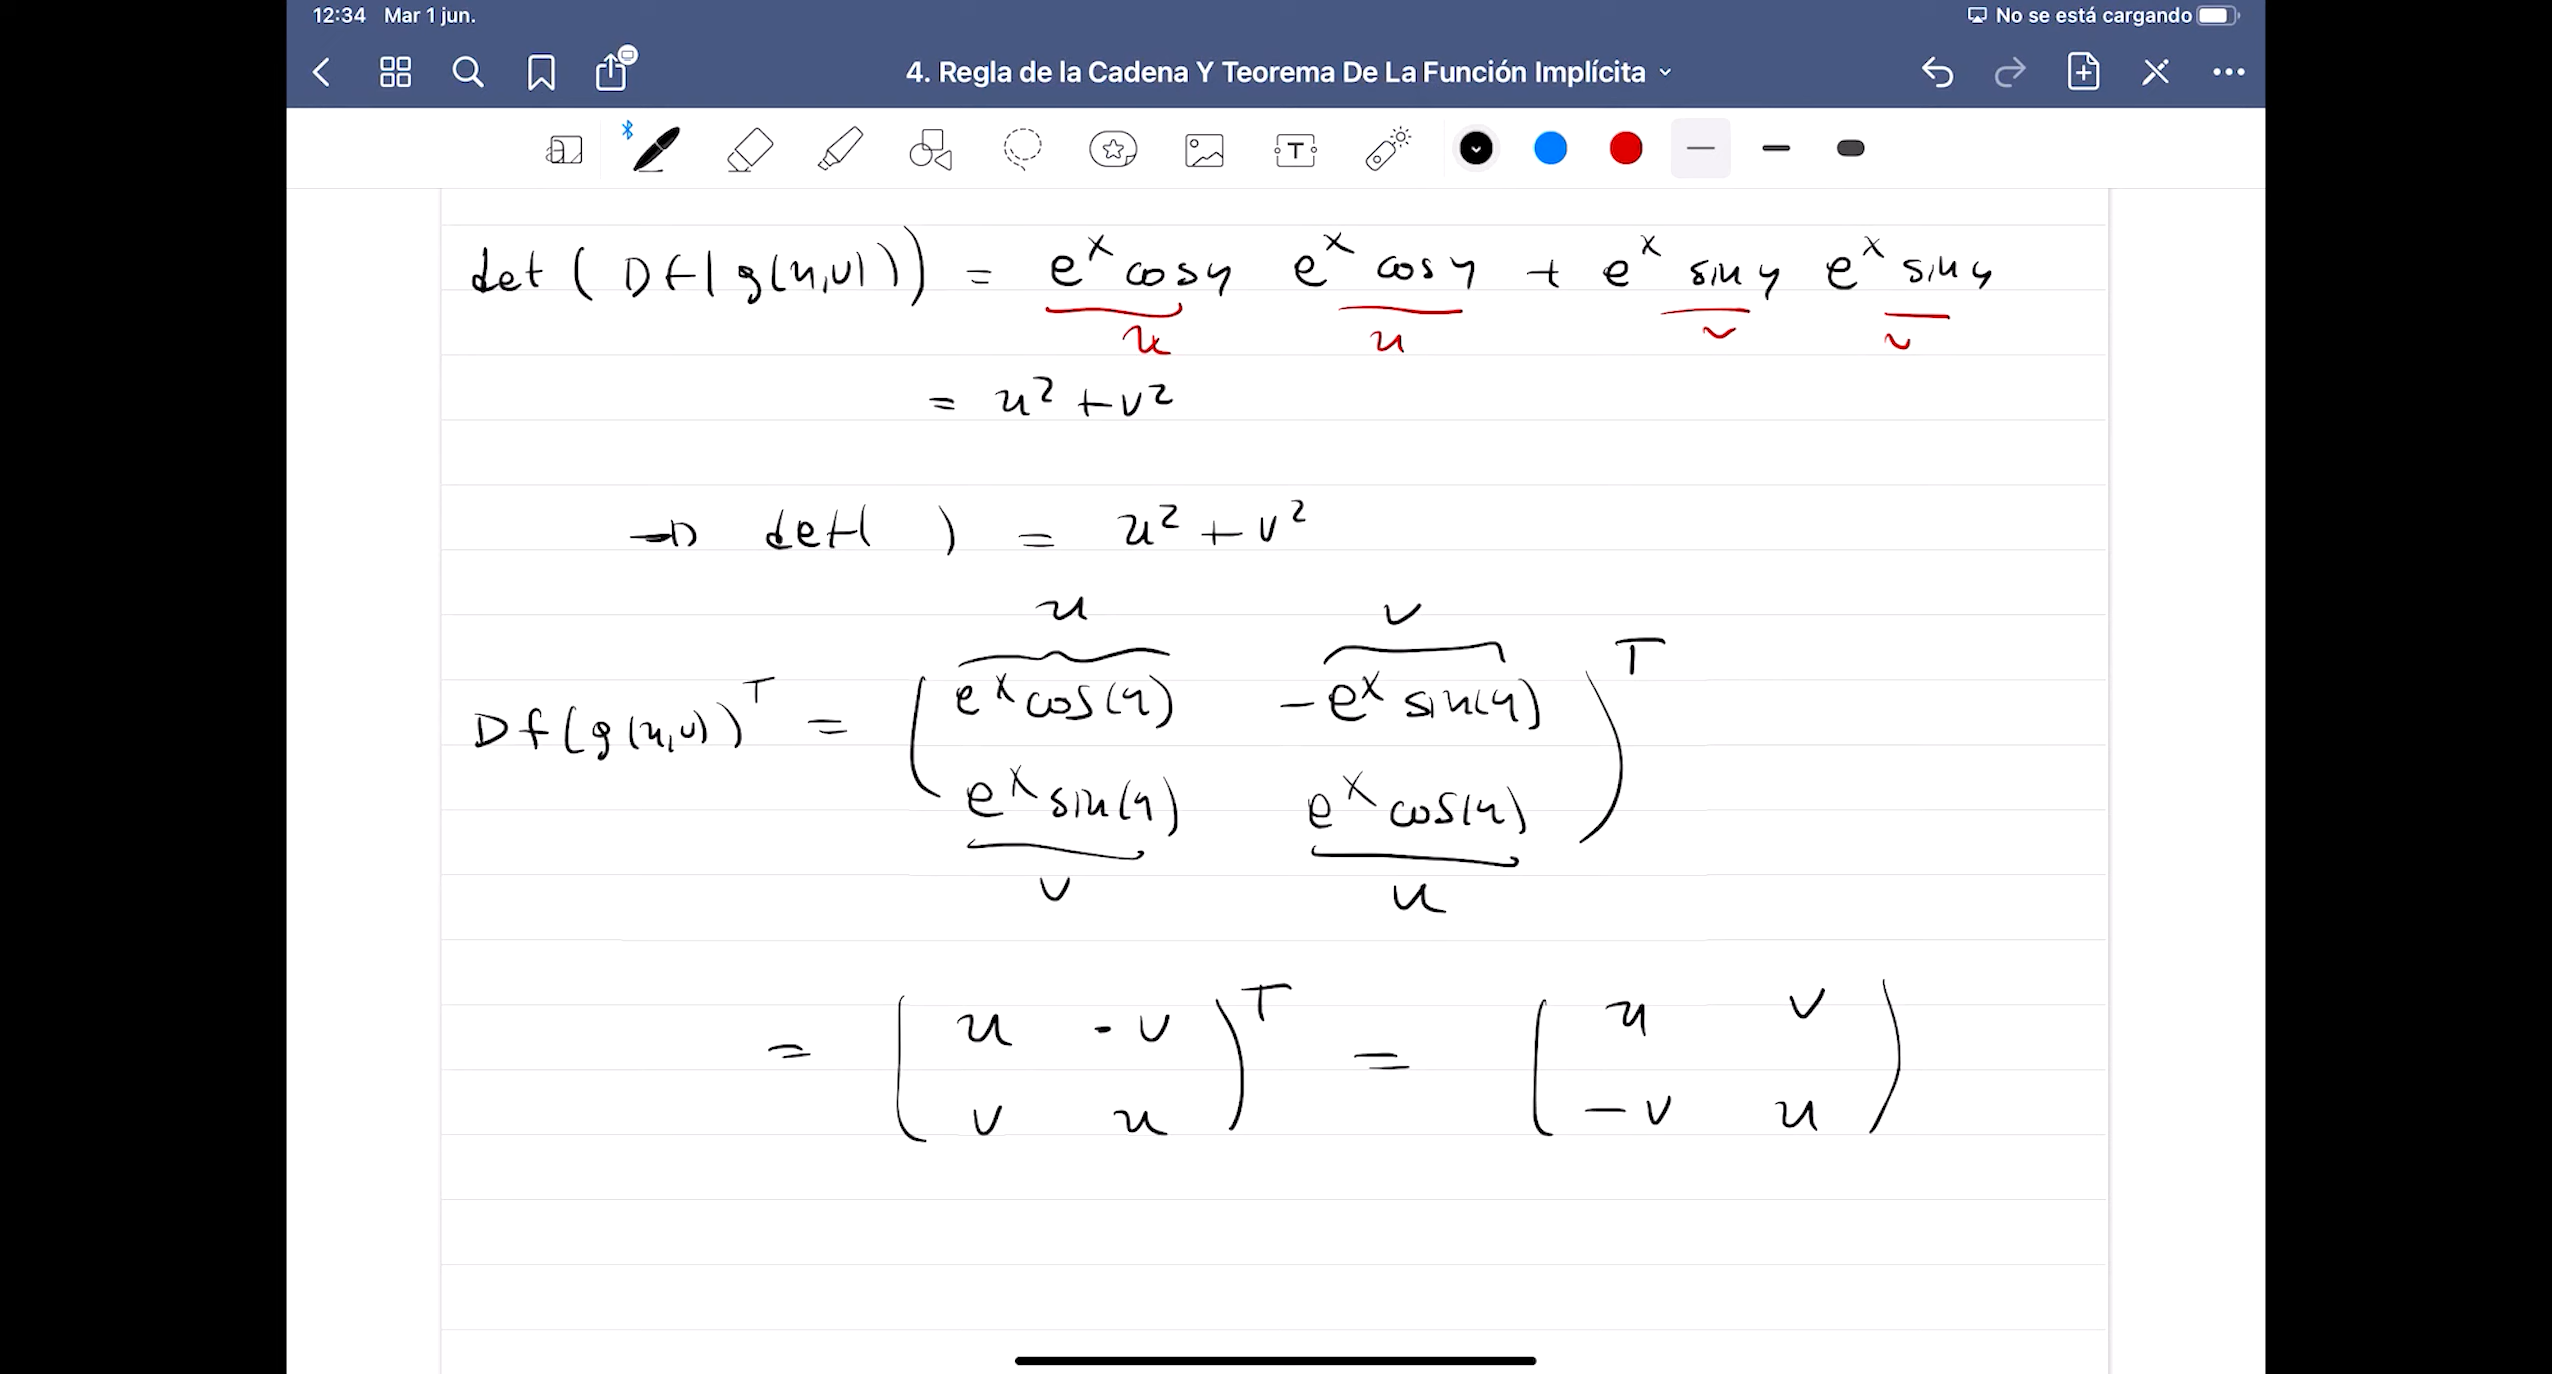 12:34 Mar 1 jun. No se está cargando
4. Regla de la Cadena Y Teorema De La Función Implícita
det ( Df(g(u,v)) ) = e^x cos y e^x cos y + e^x sin y e^x sin y
u u v v
= u² + v²
→ det( ) = u² + v²
u v
Df(g(u,v))^T = ( e^x cos(y) -e^x sin(y)
e^x sin(y) e^x cos(y) )^T
v u
= ( u -v
v u )^T = ( u v
-v u )